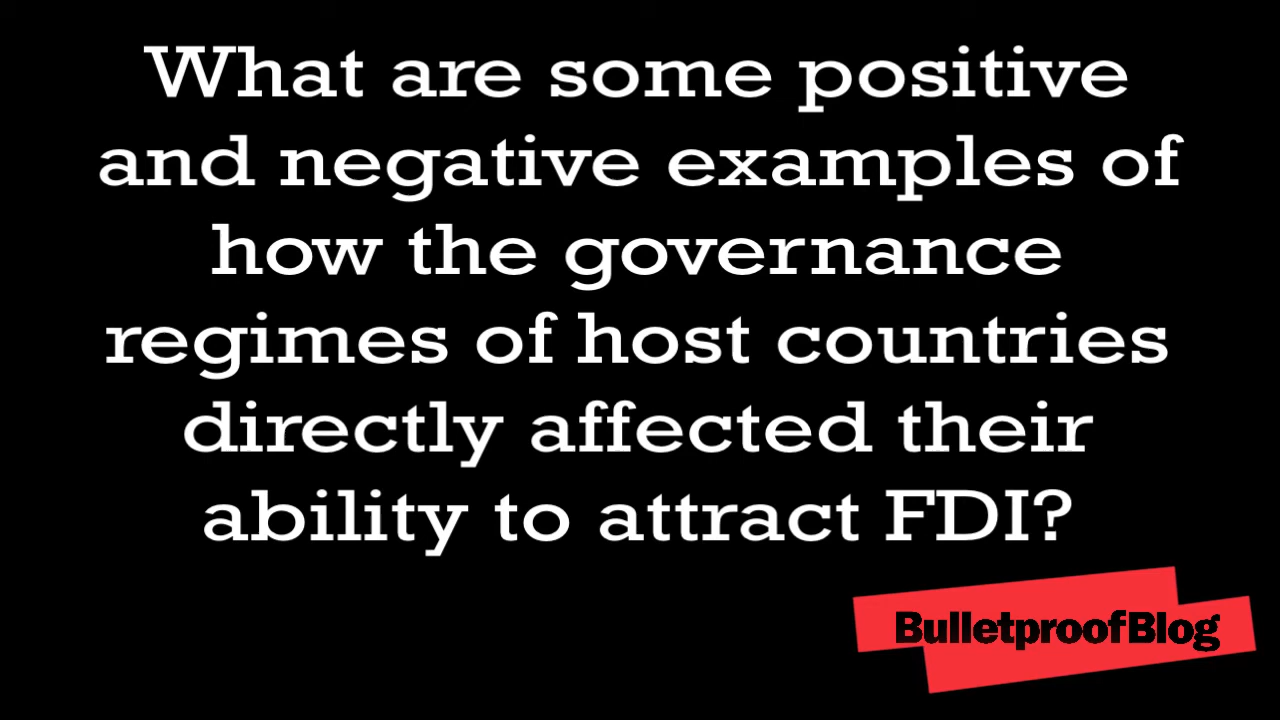 What are some positive
and negative examples of
how the governance
regimes of host countries
directly affected their
ability to attract FDI?
BulletproofBlog